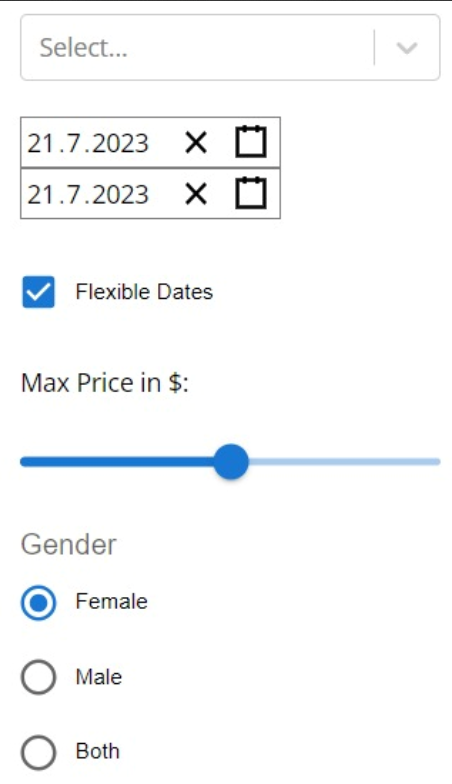 Select...
21.7.2023
21.7.2023
Flexible Dates
Max Price in $:
Gender
Female
Male
Both